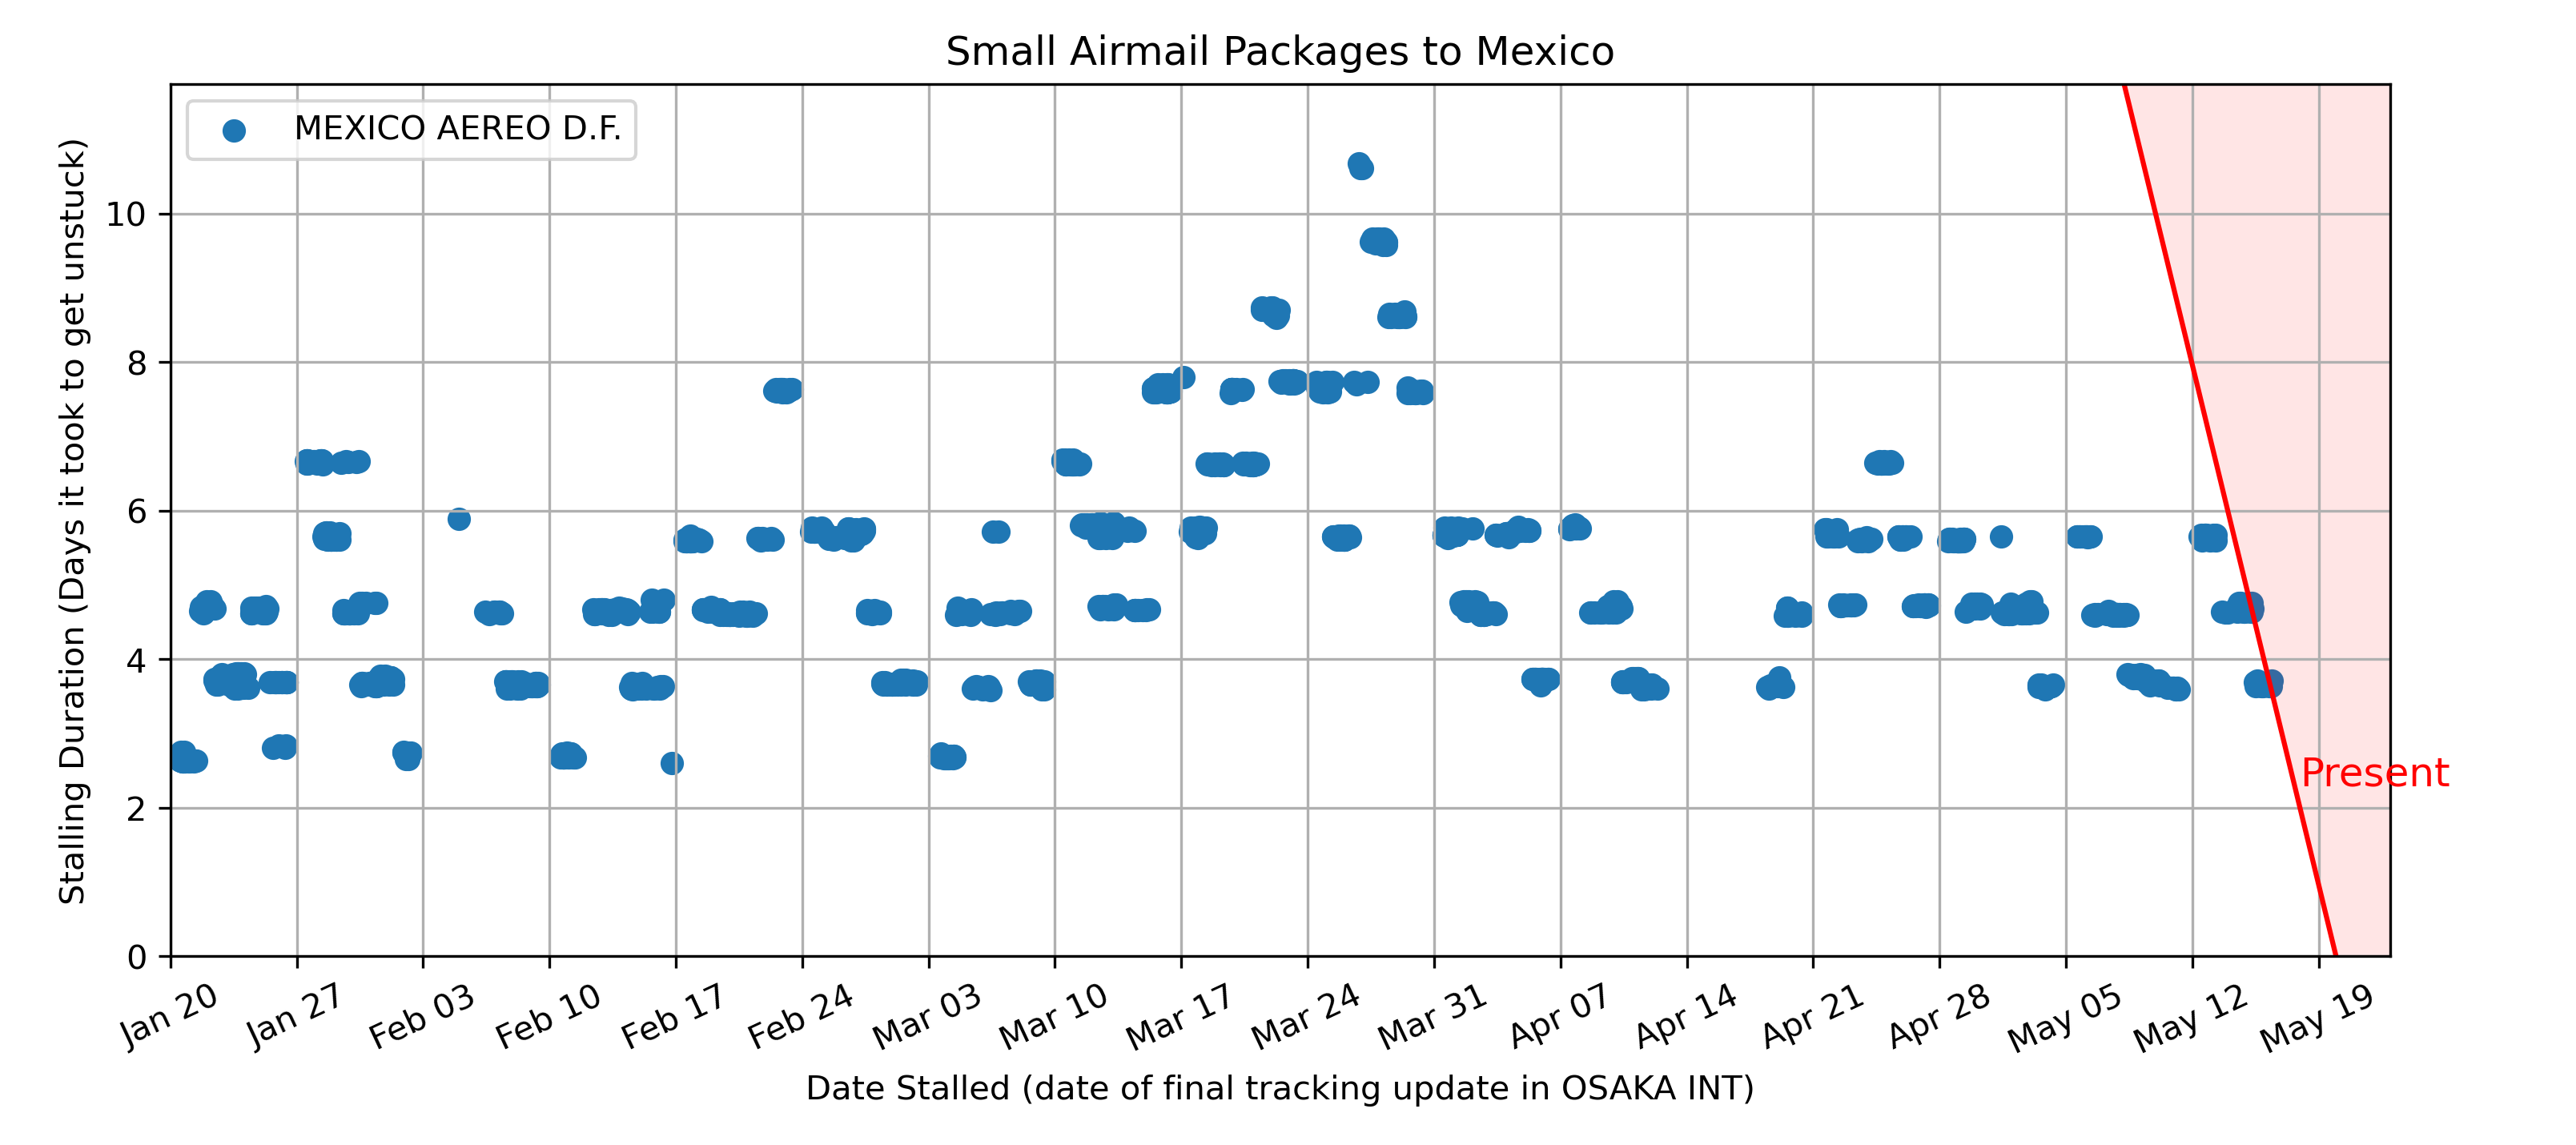 Small Airmail Packages to Mexico
MEXICO AEREO D.F.
Stalling Duration (Days it took to get unstuck)
10
8
6
4
2
0
Present
Jan 20
Jan 27
Feb 03
Feb 10
Feb 17
Feb 24
Mar 03
Mar 10
Mar 17
Mar 24
Mar 31
Apr 07
Apr 14
Apr 21
Apr 28
May 05
May 12
May 19
Date Stalled (date of final tracking update in OSAKA INT)